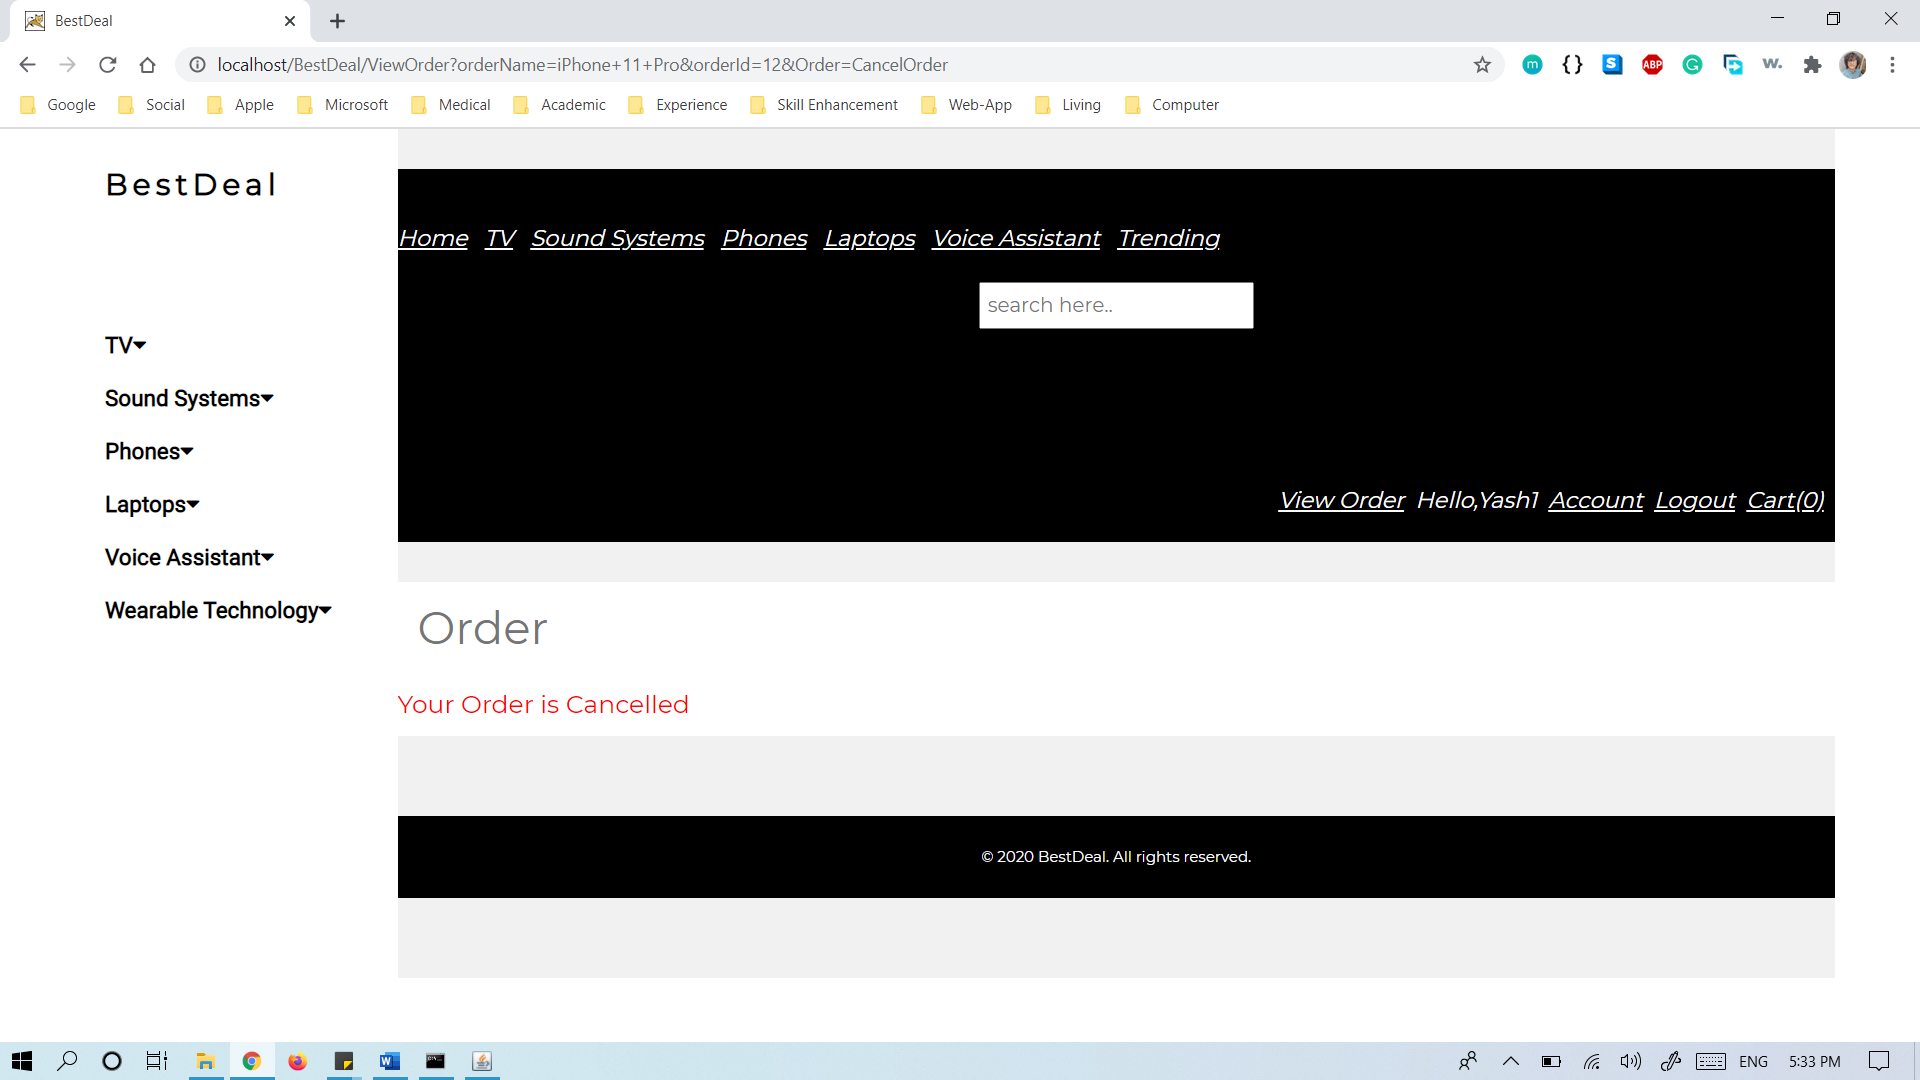 BestDeal
localhost/BestDeal/ViewOrder?orderName=iPhone+11+Pro&orderId=12&Order=CancelOrder
m {} S ABP G w.
Google Social Apple Microsoft Medical Academic Experience Skill Enhancement Web-App Living Computer
BestDeal
Home TV Sound Systems Phones Laptops Voice Assistant Trending
search here..
TV
Sound Systems
Phones
Laptops
Voice Assistant
Wearable Technology
View Order Hello,Yash1 Account Logout Cart(0)
Order
Your Order is Cancelled
© 2020 BestDeal. All rights reserved.
W ENG 5:33 PM